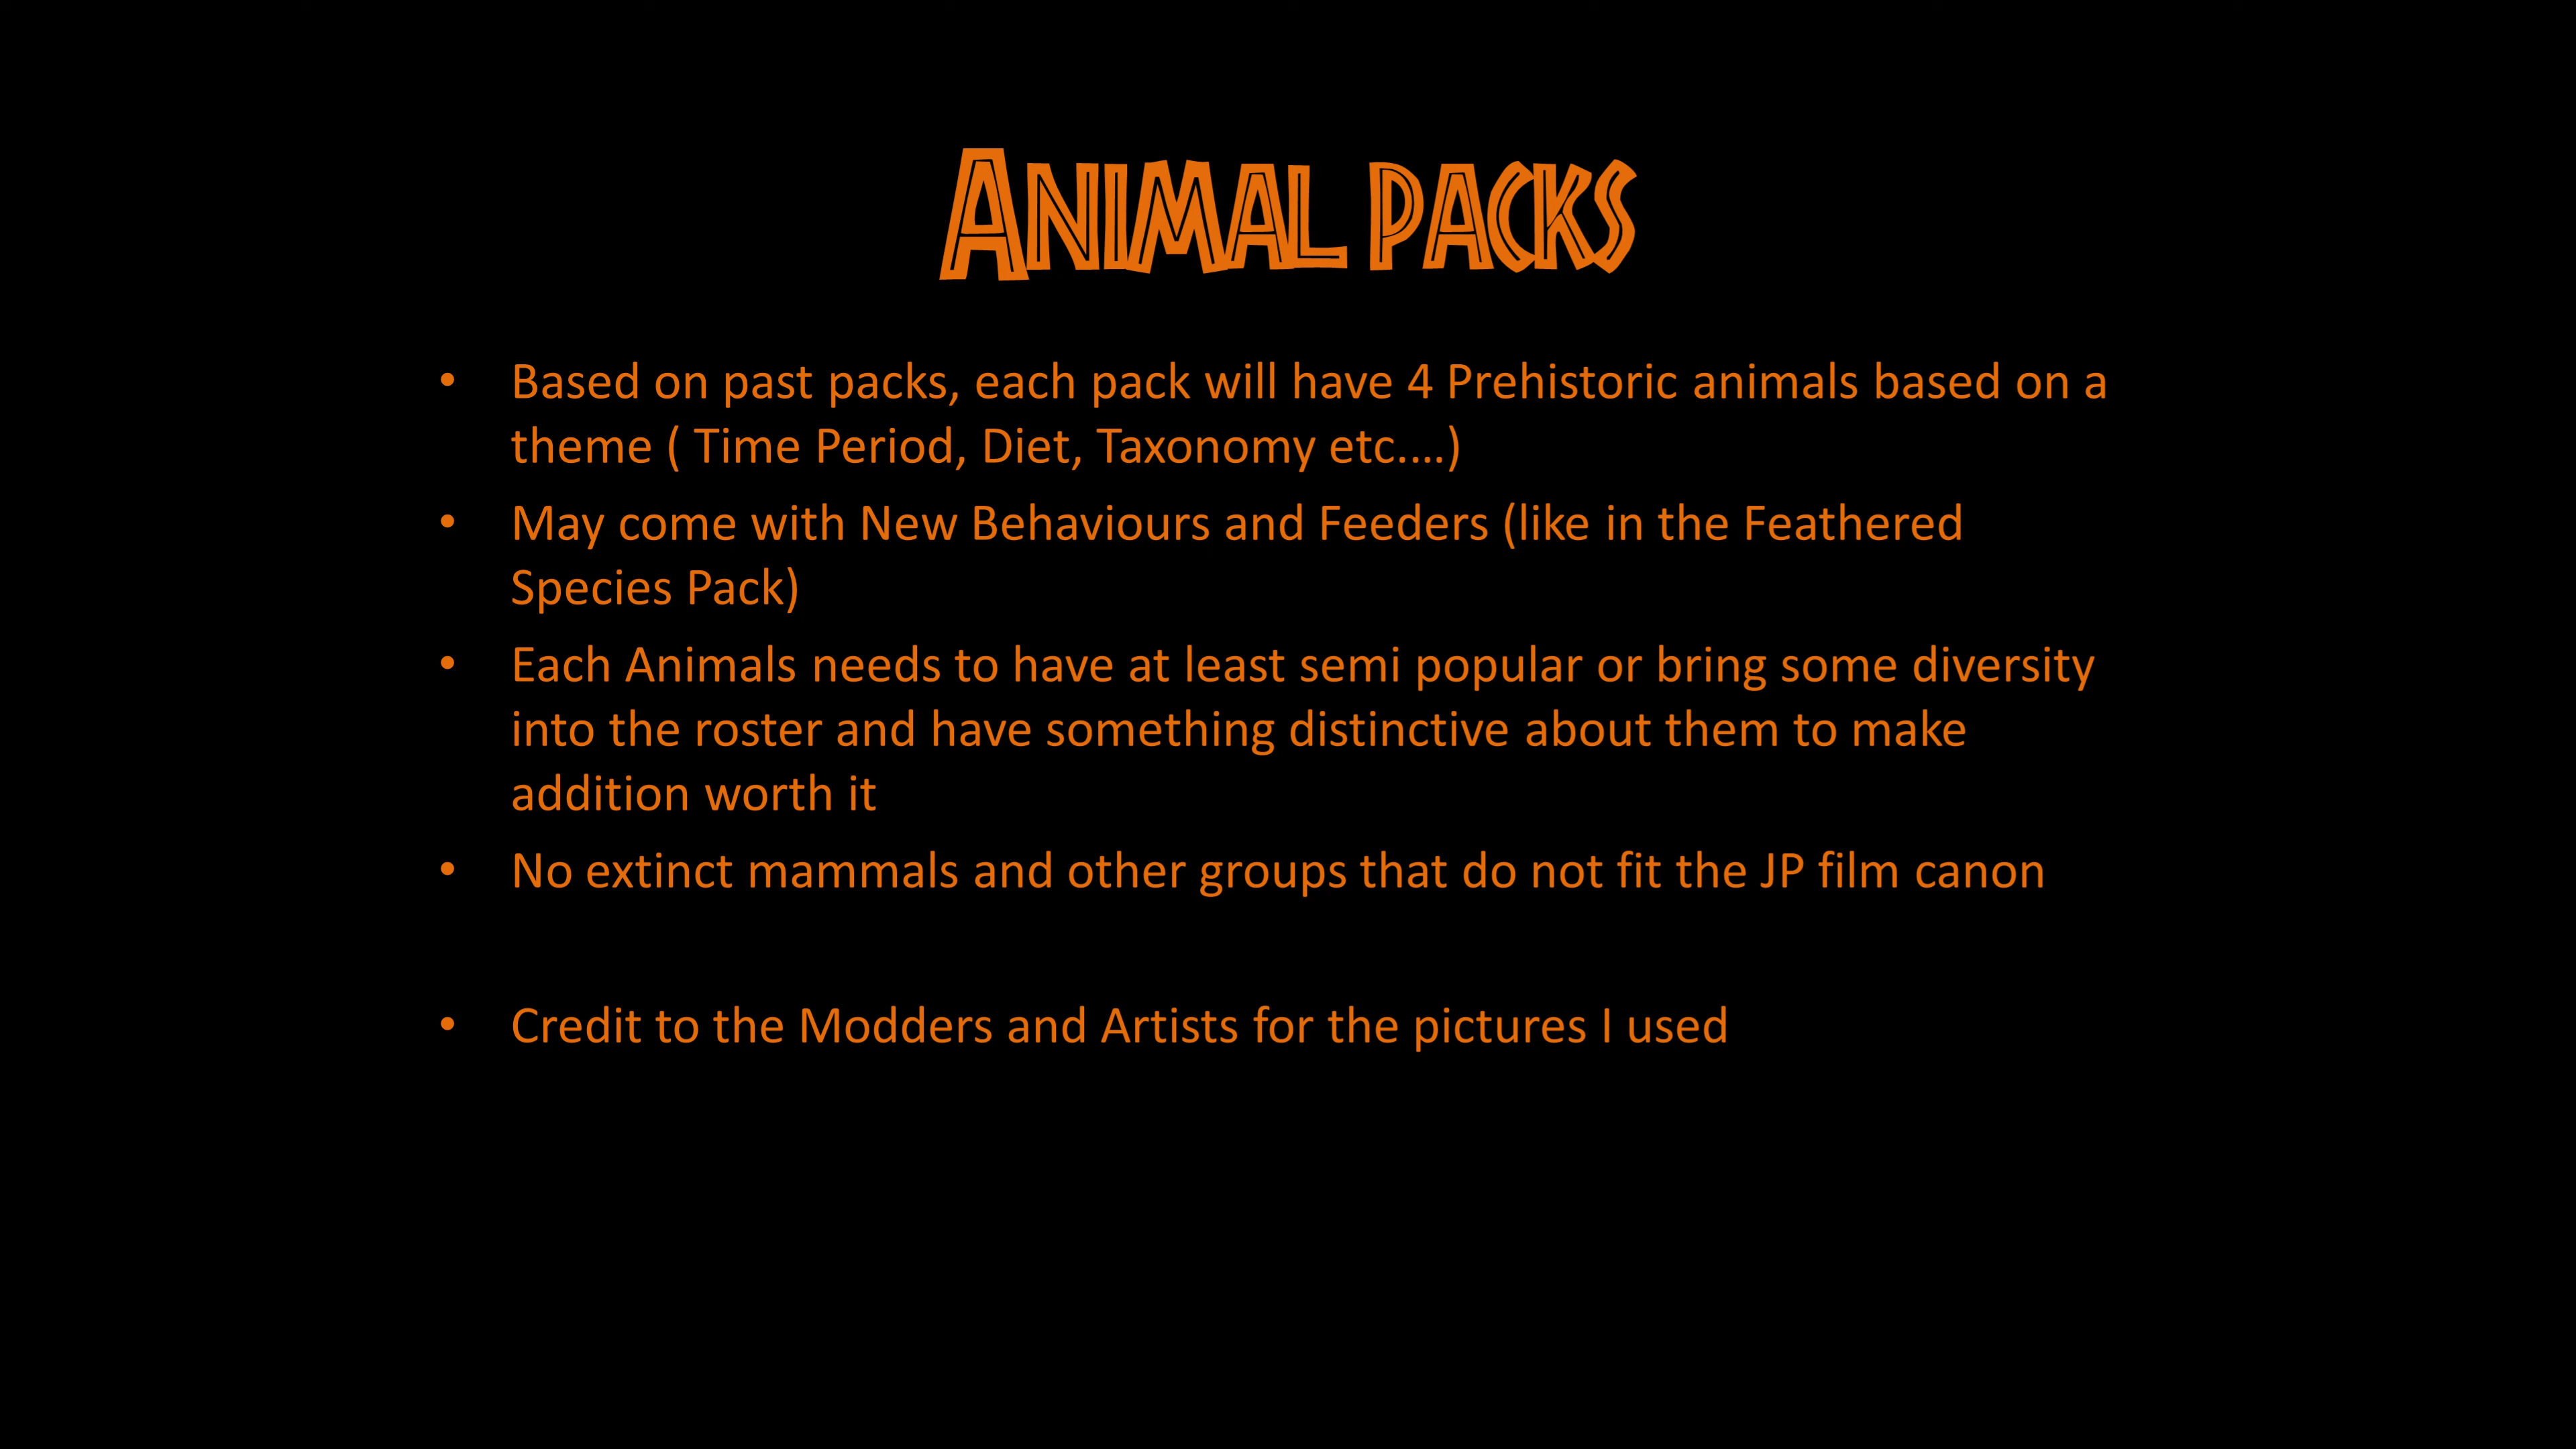 Animal packs
• Based on past packs, each pack will have 4 Prehistoric animals based on a
theme ( Time Period, Diet, Taxonomy etc.…)
• May come with New Behaviours and Feeders (like in the Feathered
Species Pack)
• Each Animals needs to have at least semi popular or bring some diversity
into the roster and have something distinctive about them to make
addition worth it
• No extinct mammals and other groups that do not fit the JP film canon
• Credit to the Modders and Artists for the pictures I used